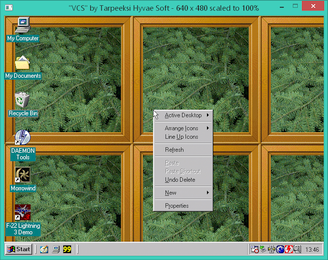 "VCS" by Tarpeeksi Hyvae Soft - 640 x 480 scaled to 100%
My Computer
My Documents
Recycle Bin
DAEMON
Tools
Morrowind
F-22 Lightning
3 Demo
Active Desktop
Arrange Icons
Line Up Icons
Refresh
Paste
Paste Shortcut
Undo Delete
New
Properties
Start
99
13:46